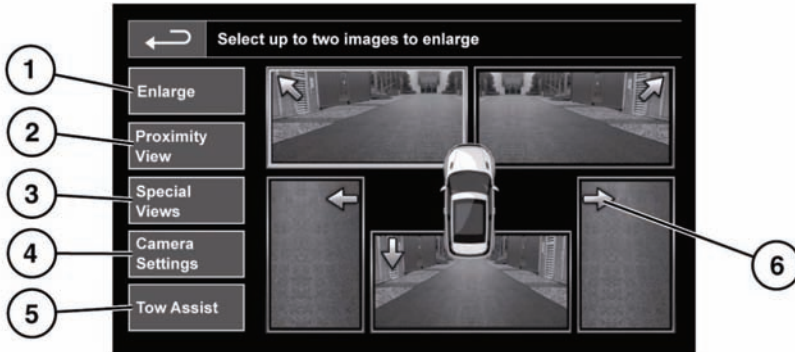 Select up to two images to enlarge
1
Enlarge
2
Proximity
View
3
Special
Views
4
Camera
Settings
5
Tow Assist
6